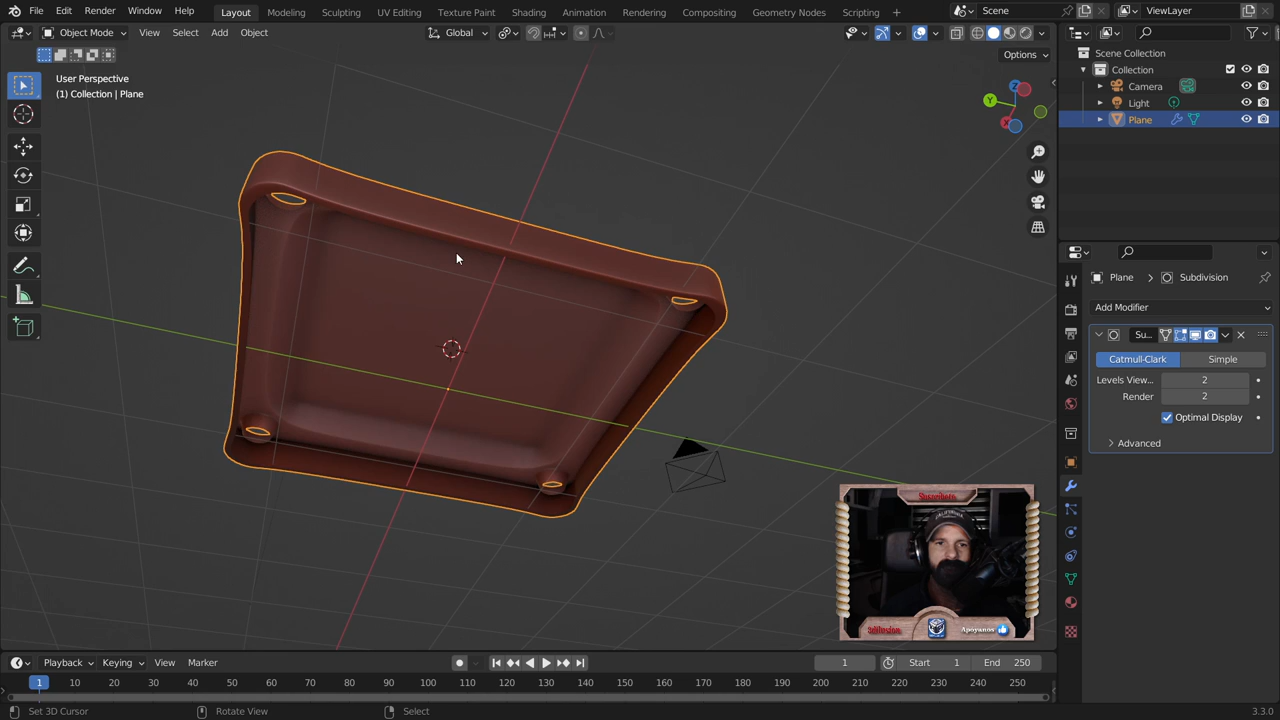 File Edit Render Window Help Layout Modeling Sculpting UV Editing Texture Paint Shading Animation Rendering Compositing Geometry Nodes Scripting Scene ViewLayer
Object Mode View Select Add Object Global
Options
User Perspective
(1) Collection | Plane
Z
Y
X
Scene Collection
Collection
Camera
Light
Plane
Plane Subdivision
Add Modifier
Su...
Catmull-Clark Simple
Levels View... 2
Render 2
Optimal Display
Advanced
Suscribete
Apoyanos
Playback Keying View Marker 1 Start 1 End 250
1 10 20 30 40 50 60 70 80 90 100 110 120 130 140 150 160 170 180 190 200 210 220 230 240 250
Set 3D Cursor Rotate View Select 3.3.0